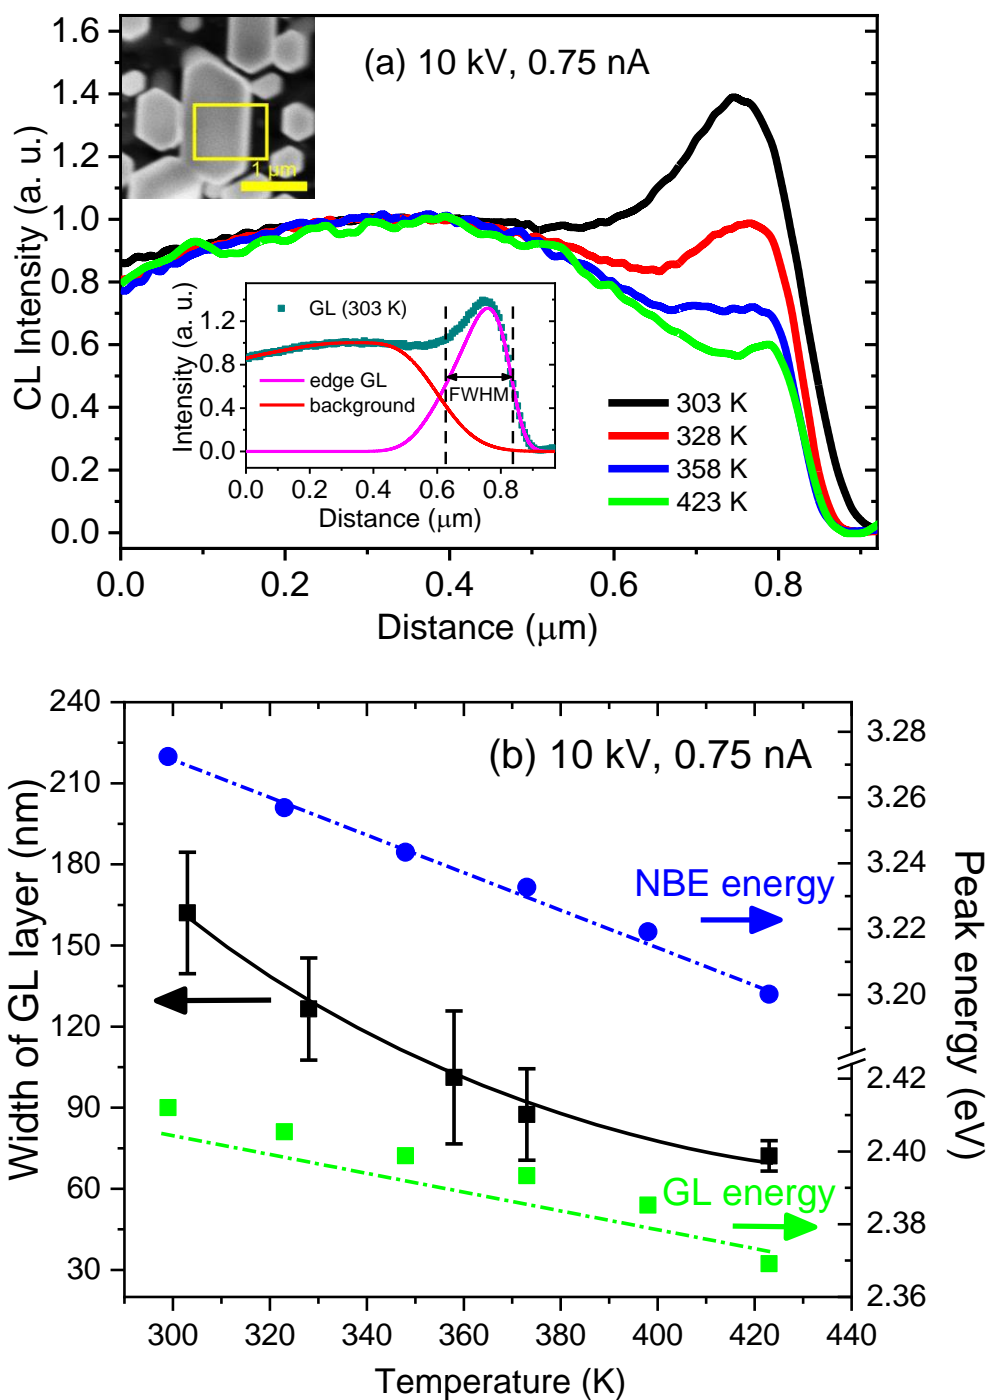 (a) 10 kV, 0.75 nA
CL Intensity (a. u.)
1.6
1.4
1.2
1.0
0.8
0.6
0.4
0.2
0.0
1 μm
GL (303 K)
edge GL
background
FWHM
Intensity (a. u.)
1.2
0.8
0.4
0.0
0.0 0.2 0.4 0.6 0.8
Distance (μm)
303 K
328 K
358 K
423 K
0.0 0.2 0.4 0.6 0.8
Distance (μm)
(b) 10 kV, 0.75 nA
Width of GL layer (nm)
240
210
180
150
120
90
60
30
NBE energy
GL energy
3.28
3.26
3.24
3.22
3.20
2.42
2.40
2.38
2.36
Peak energy (eV)
300 320 340 360 380 400 420 440
Temperature (K)